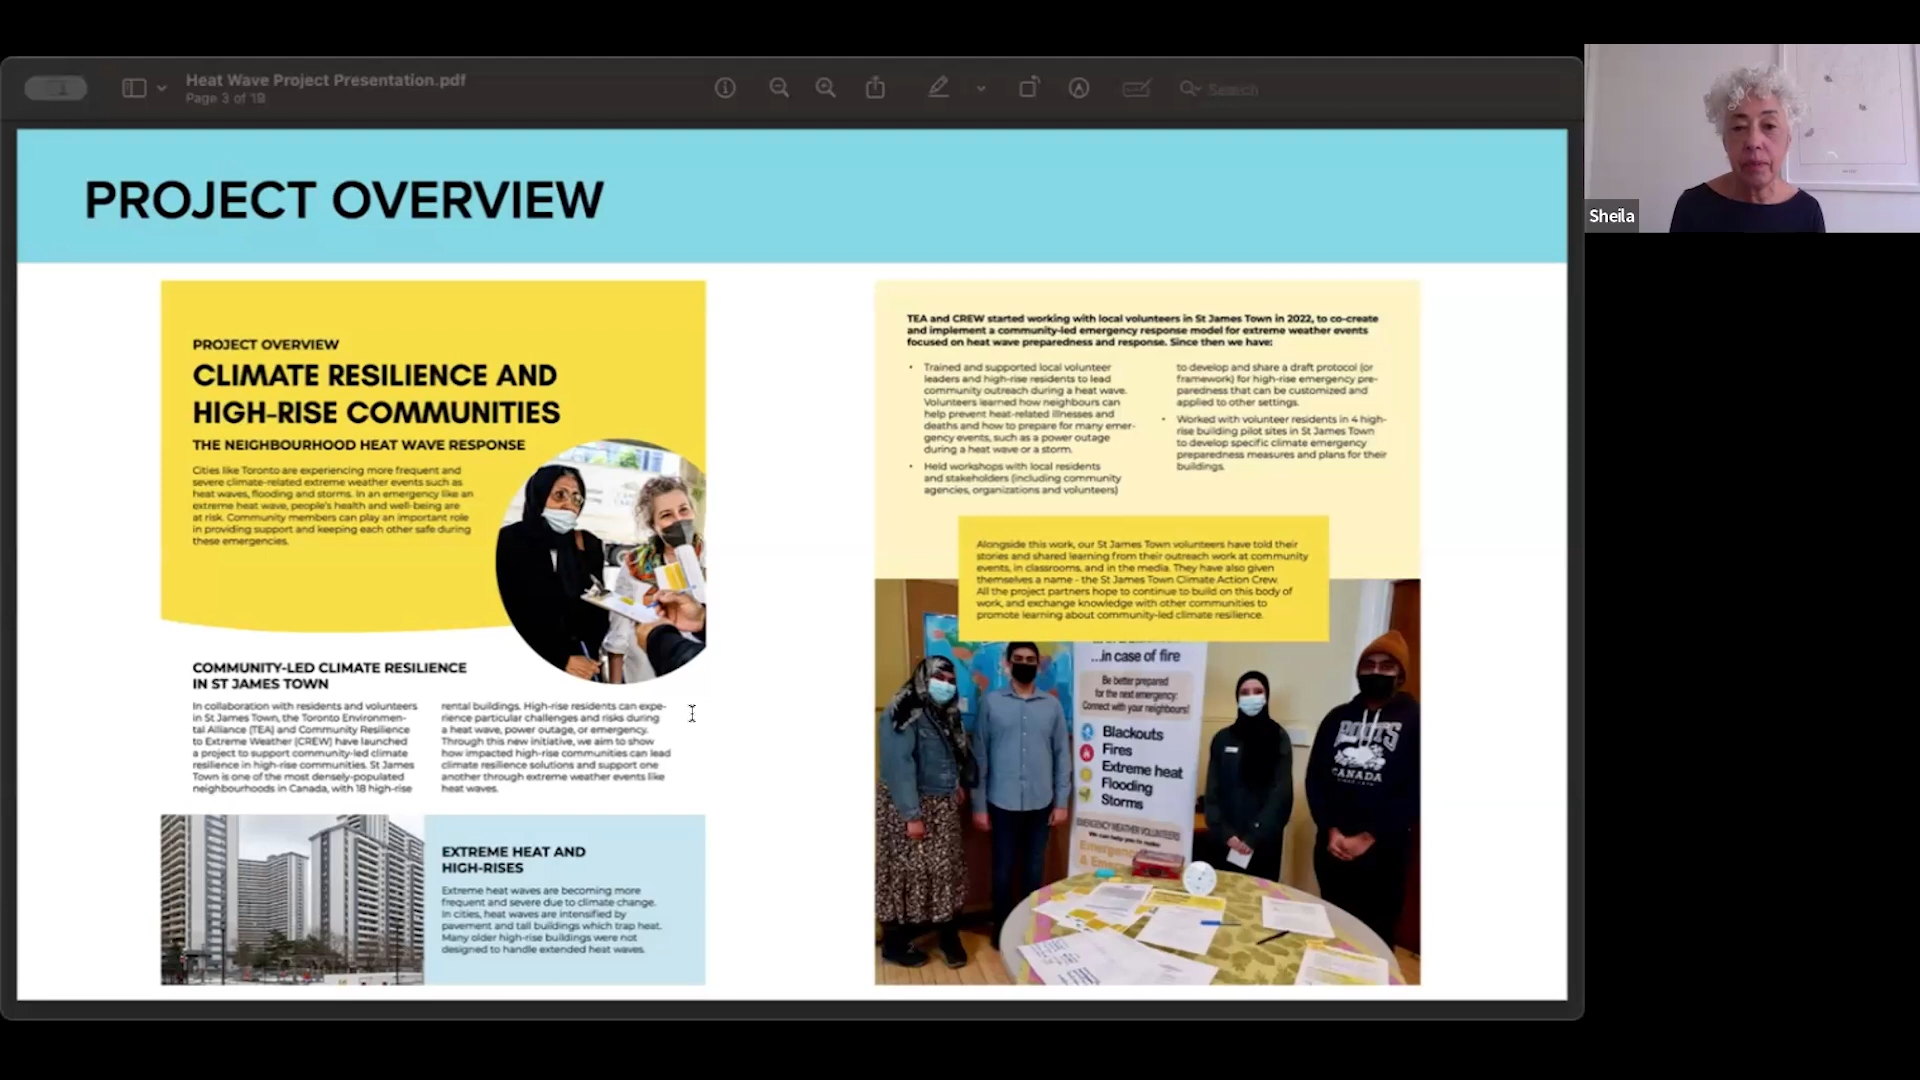 Heat Wave Project Presentation.pdf
Page 3 of 18
Search
Sheila
PROJECT OVERVIEW
PROJECT OVERVIEW
CLIMATE RESILIENCE AND
HIGH-RISE COMMUNITIES
THE NEIGHBOURHOOD HEAT WAVE RESPONSE
Cities like Toronto are experiencing more frequent and
severe climate-related extreme weather events such as
heat waves, flooding and storms. In an emergency like an
extreme heat wave, people's health and well-being are
at risk. Community members can play an important role
in providing support and keeping each other safe during
these emergencies.
COMMUNITY-LED CLIMATE RESILIENCE
IN ST JAMES TOWN
In collaboration with residents and volunteers
in St James Town, the Toronto Environmen-
tal Alliance (TEA) and Community Resilience
to Extreme Weather (CREW) have launched
a project to support community-led climate
resilience in high-rise communities. St James
Town is one of the most densely-populated
neighbourhoods in Canada, with 18 high-rise
rental buildings. High-rise residents can expe-
rience particular challenges and risks during
a heat wave, power outage, or emergency.
Through this new initiative, we aim to show
how impacted high-rise communities can lead
climate resilience solutions and support one
another through extreme weather events like
heat waves.
EXTREME HEAT AND
HIGH-RISES
Extreme heat waves are becoming more
frequent and severe due to climate change.
In cities, heat waves are intensified by
pavement and tall buildings which trap heat.
Many older high-rise buildings were not
designed to handle extended heat waves.
TEA and CREW started working with local volunteers in St James Town in 2022, to co-create
and implement a community-led emergency response model for extreme weather events
focused on heat wave preparedness and response. Since then we have:
• Trained and supported local volunteer
leaders and high-rise residents to lead
community outreach during a heat wave.
Volunteers learned how neighbours can
help prevent heat-related illnesses and
deaths and how to prepare for many emer-
gency events, such as a power outage
during a heat wave or a storm.
• Held workshops with local residents
and stakeholders (including community
agencies, organizations and volunteers)
to develop and share a draft protocol (or
framework) for high-rise emergency pre-
paredness that can be customized and
applied to other settings.
• Worked with volunteer residents in 4 high-
rise building pilot sites in St James Town
to develop specific climate emergency
preparedness measures and plans for their
buildings.
Alongside this work, our St James Town volunteers have told their
stories and shared learning from their outreach work at community
events, in classrooms, and in the media. They have also given
themselves a name - the St James Town Climate Action Crew.
All the project partners hope to continue to build on this body of
work, and exchange knowledge with other communities to
promote learning about community-led climate resilience.
...in case of fire
Be better prepared
for the next emergency:
Connect with your neighbours!
Blackouts
Fires
Extreme heat
Flooding
Storms
EMERGENCY WEATHER VOLUNTEERS
We can help you to make
Emergency
ROOTS
CANADA